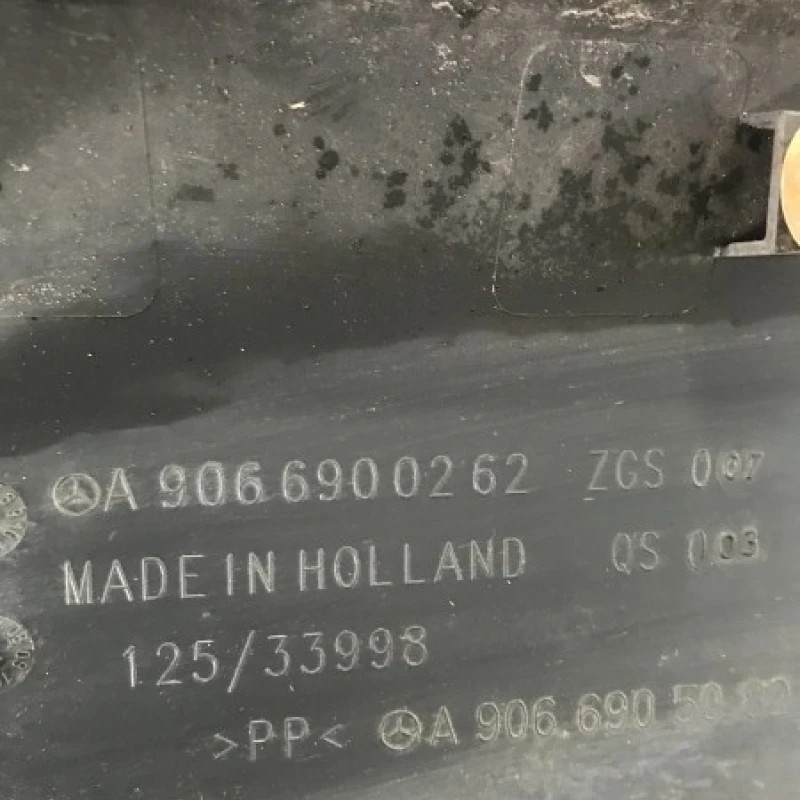 A 906 690 02 62 ZGS 007
MADE IN HOLLAND QS 003
125/33998
>PP< A 906 690